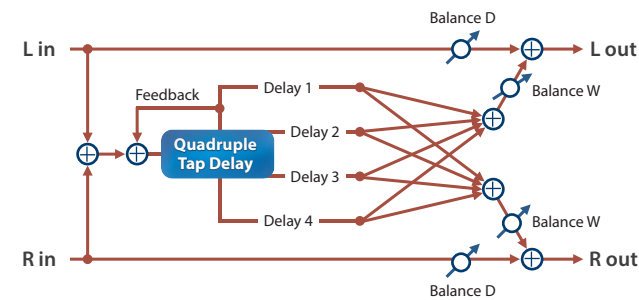 Balance D
L in
L out
Feedback
Delay 1
Balance W
Quadruple
Tap Delay
Delay 2
Delay 3
Delay 4
Balance W
R in
R out
Balance D